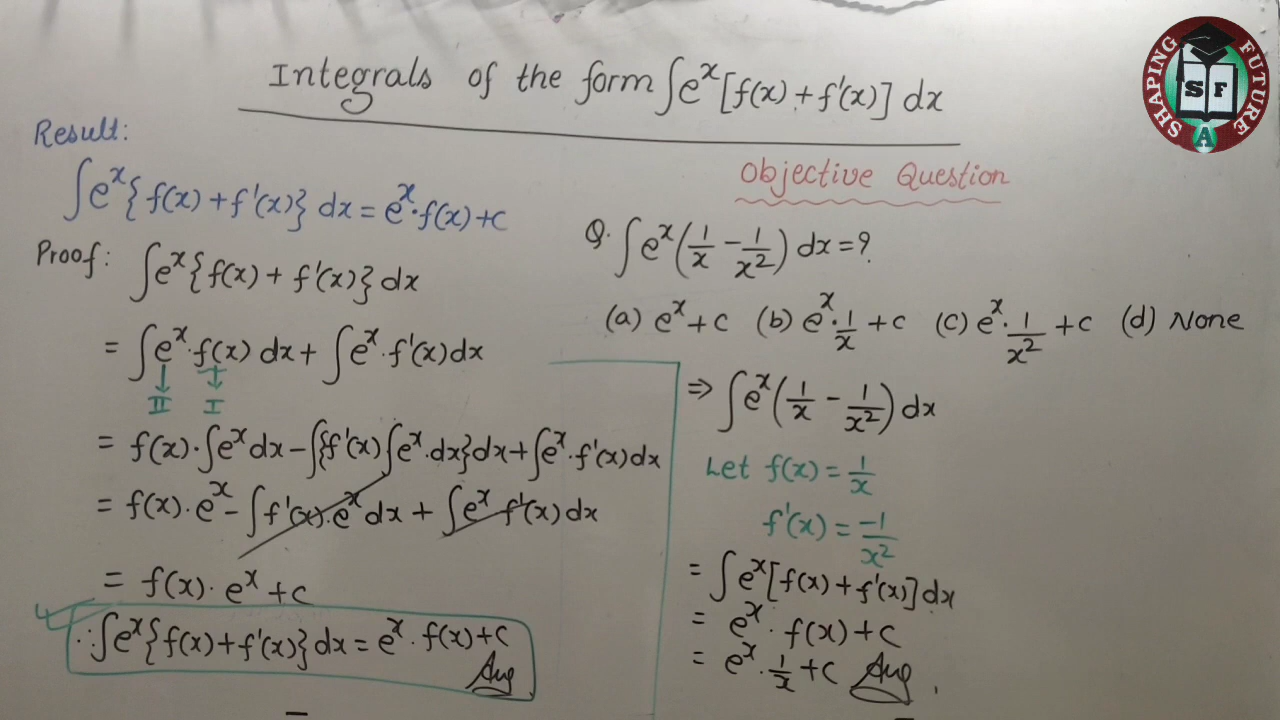 Integrals of the form ∫eˣ[f(x) + f'(x)] dx
SHAPING FUTURE
S F
A
Result:
∫eˣ{f(x) + f'(x)} dx = eˣ·f(x) + c
Proof: ∫eˣ{f(x) + f'(x)} dx
= ∫eˣ·f(x) dx + ∫eˣ·f'(x) dx
II I
= f(x)·∫eˣ dx - ∫{f'(x)∫eˣ·dx}dx + ∫eˣ·f'(x) dx
= f(x)·eˣ - ∫f'(x)·eˣ dx + ∫eˣ f'(x) dx
= f(x)·eˣ + c
∴ ∫eˣ{f(x) + f'(x)} dx = eˣ·f(x) + c
Ans
Objective Question
Q. ∫eˣ(1/x - 1/x²) dx = ?
(a) eˣ + c (b) eˣ·1/x + c (c) eˣ·1/x² + c (d) None
⇒ ∫eˣ(1/x - 1/x²) dx
Let f(x) = 1/x
f'(x) = -1/x²
= ∫eˣ[f(x) + f'(x)] dx
= eˣ·f(x) + c
= eˣ·1/x + c Ans